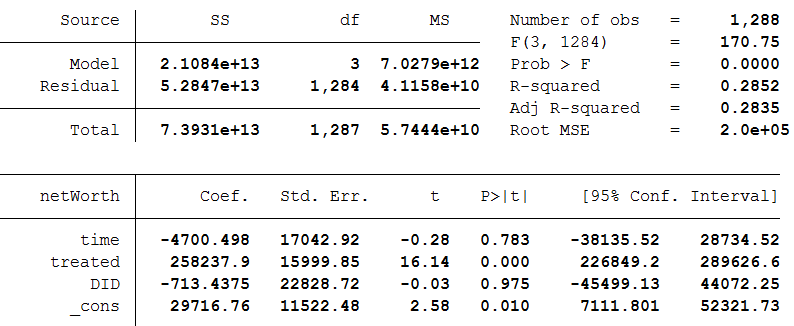 Source SS df MS Number of obs = 1,288
F(3, 1284) = 170.75
Model 2.1084e+13 3 7.0279e+12 Prob > F = 0.0000
Residual 5.2847e+13 1,284 4.1158e+10 R-squared = 0.2852
Adj R-squared = 0.2835
Total 7.3931e+13 1,287 5.7444e+10 Root MSE = 2.0e+05
netWorth Coef. Std. Err. t P>|t| [95% Conf. Interval]
time -4700.498 17042.92 -0.28 0.783 -38135.52 28734.52
treated 258237.9 15999.85 16.14 0.000 226849.2 289626.6
DID -713.4375 22828.72 -0.03 0.975 -45499.13 44072.25
_cons 29716.76 11522.48 2.58 0.010 7111.801 52321.73